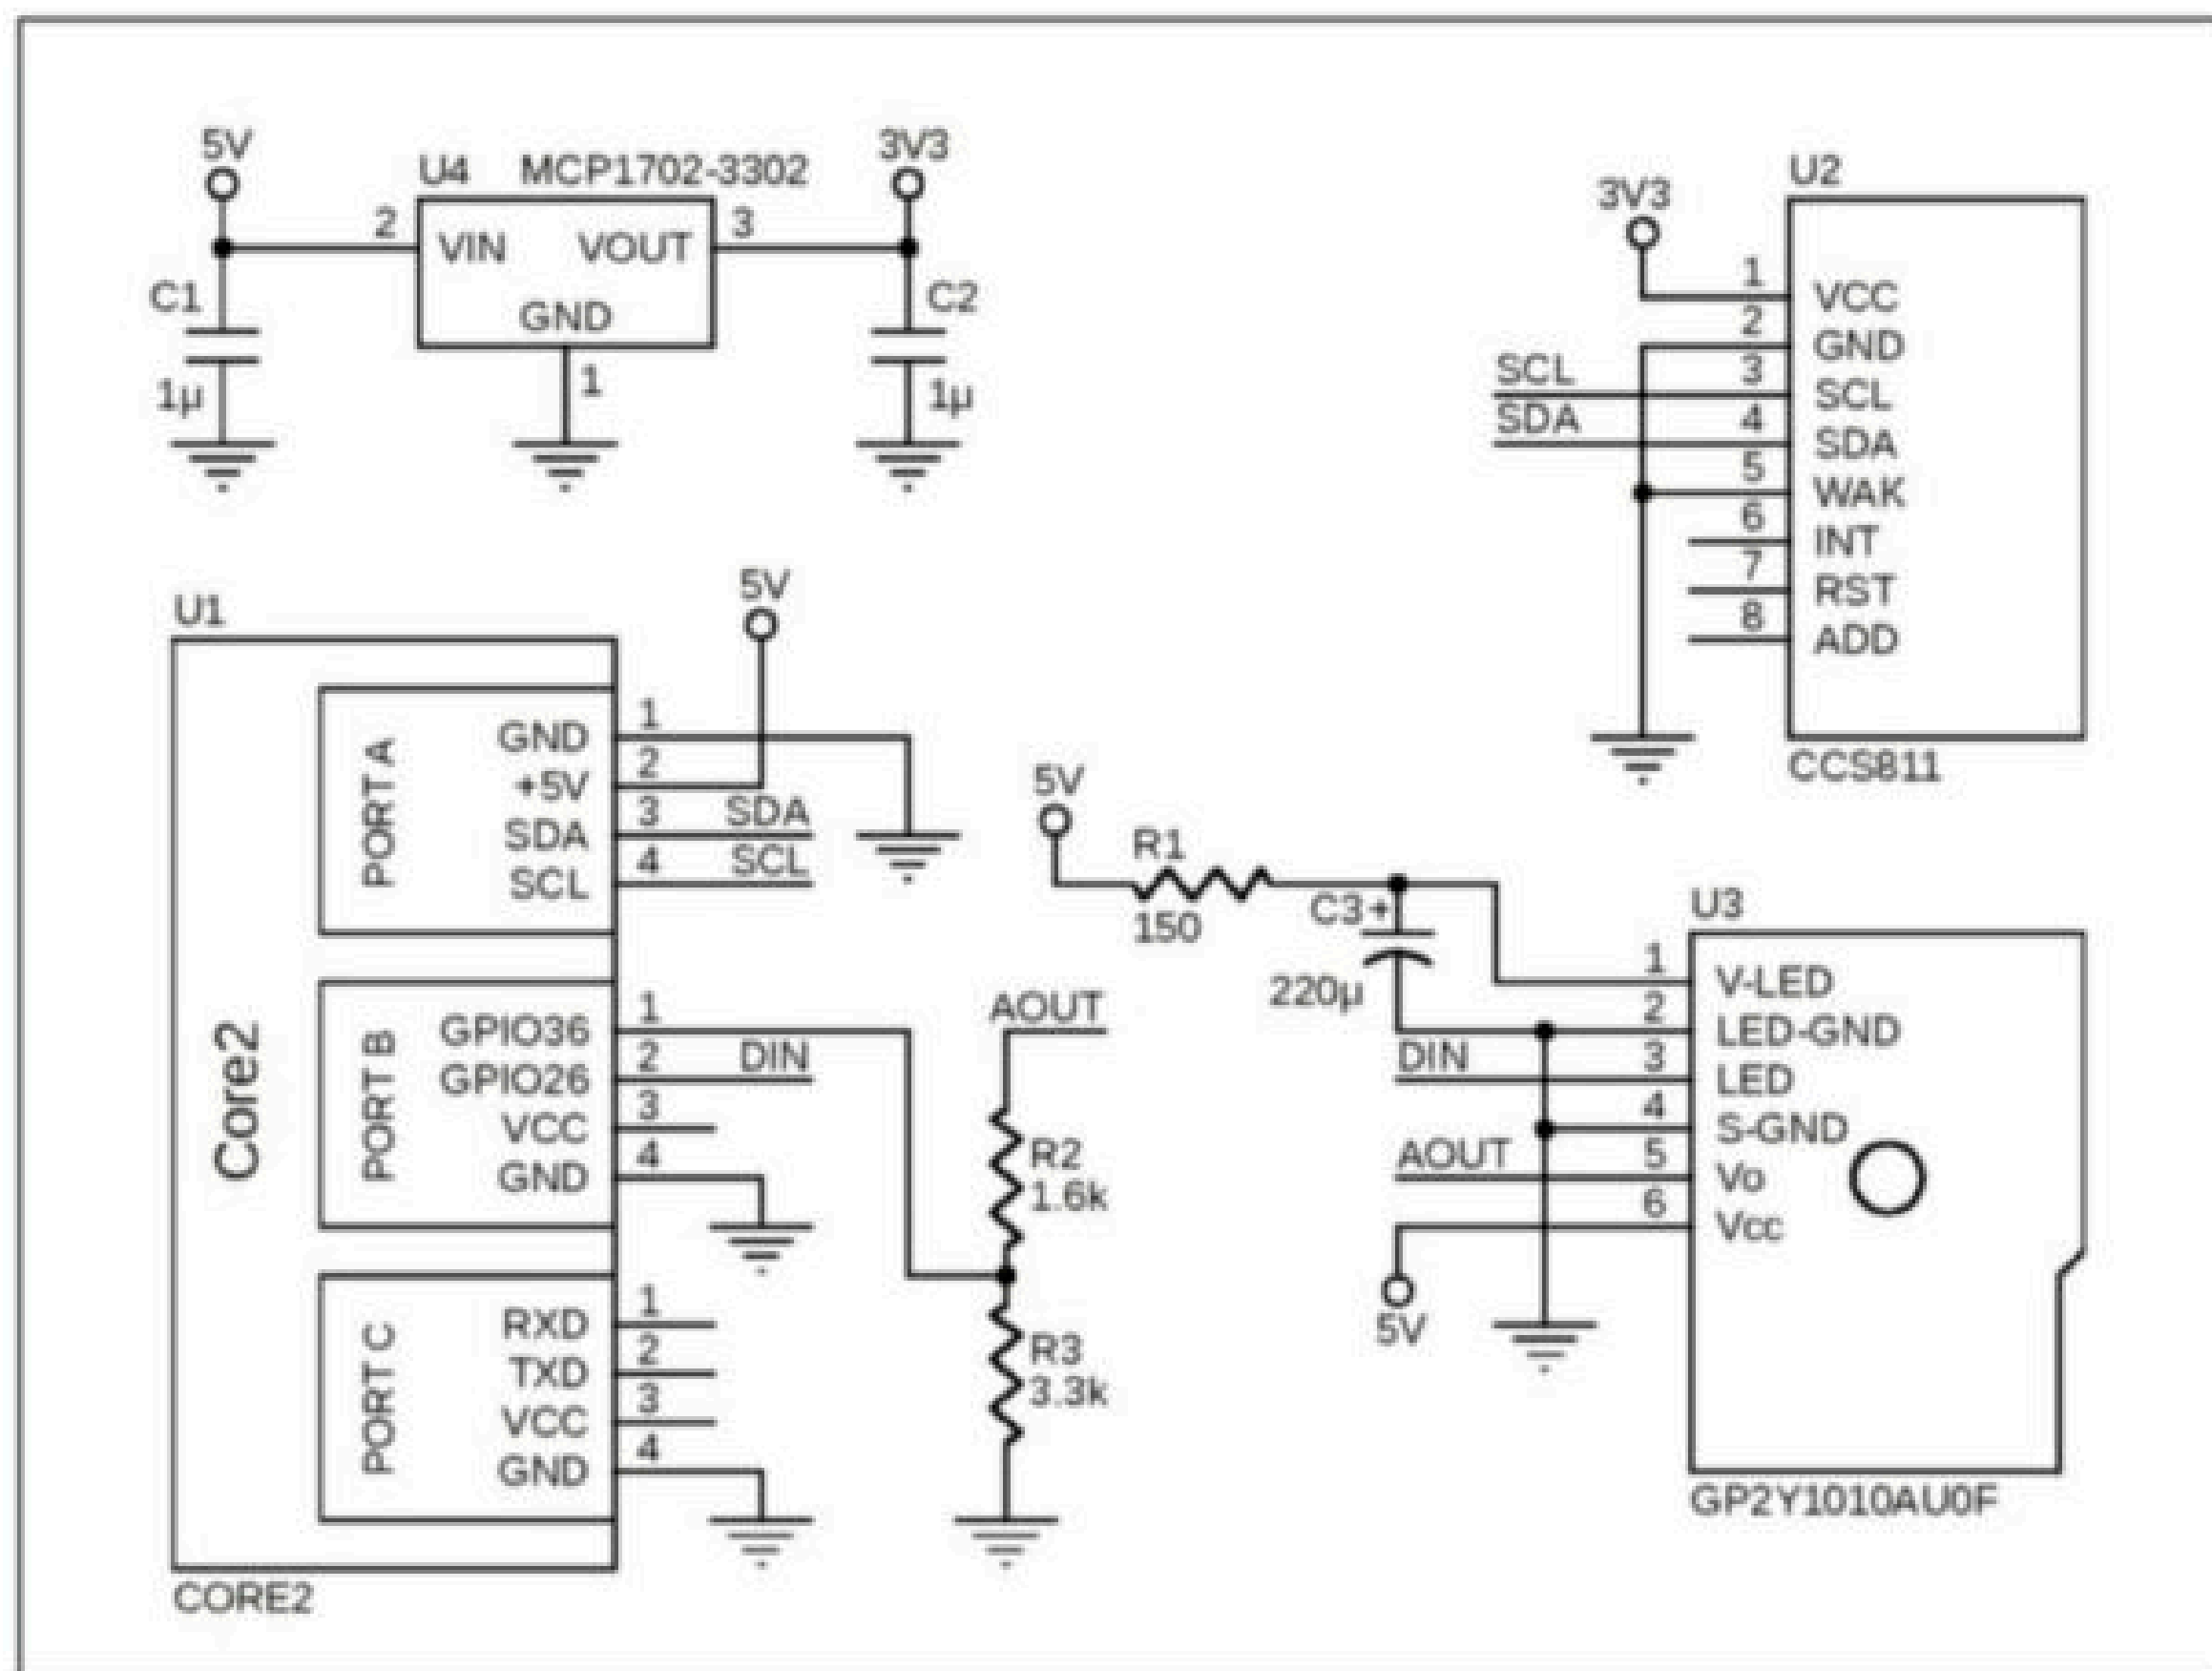 5V
U4 MCP1702-3302
3V3
2 VIN VOUT 3
C1
GND
C2
1µ
1
1µ
U2
3V3
1 VCC
2 GND
SCL 3 SCL
SDA 4 SDA
5 WAK
6 INT
7 RST
8 ADD
CCS811
U1
5V
PORT A
GND 1
+5V 2
SDA 3 SDA
SCL 4 SCL
Core2
PORT B
GPIO36 1
GPIO26 2 DIN
VCC 3
GND 4
PORT C
RXD 1
TXD 2
VCC 3
GND 4
CORE2
AOUT
R2
1.6k
R3
3.3k
5V
R1
150
C3+
220µ
U3
1 V-LED
2 LED-GND
DIN 3 LED
4 S-GND
AOUT 5 Vo
6 Vcc
5V
GP2Y1010AU0F